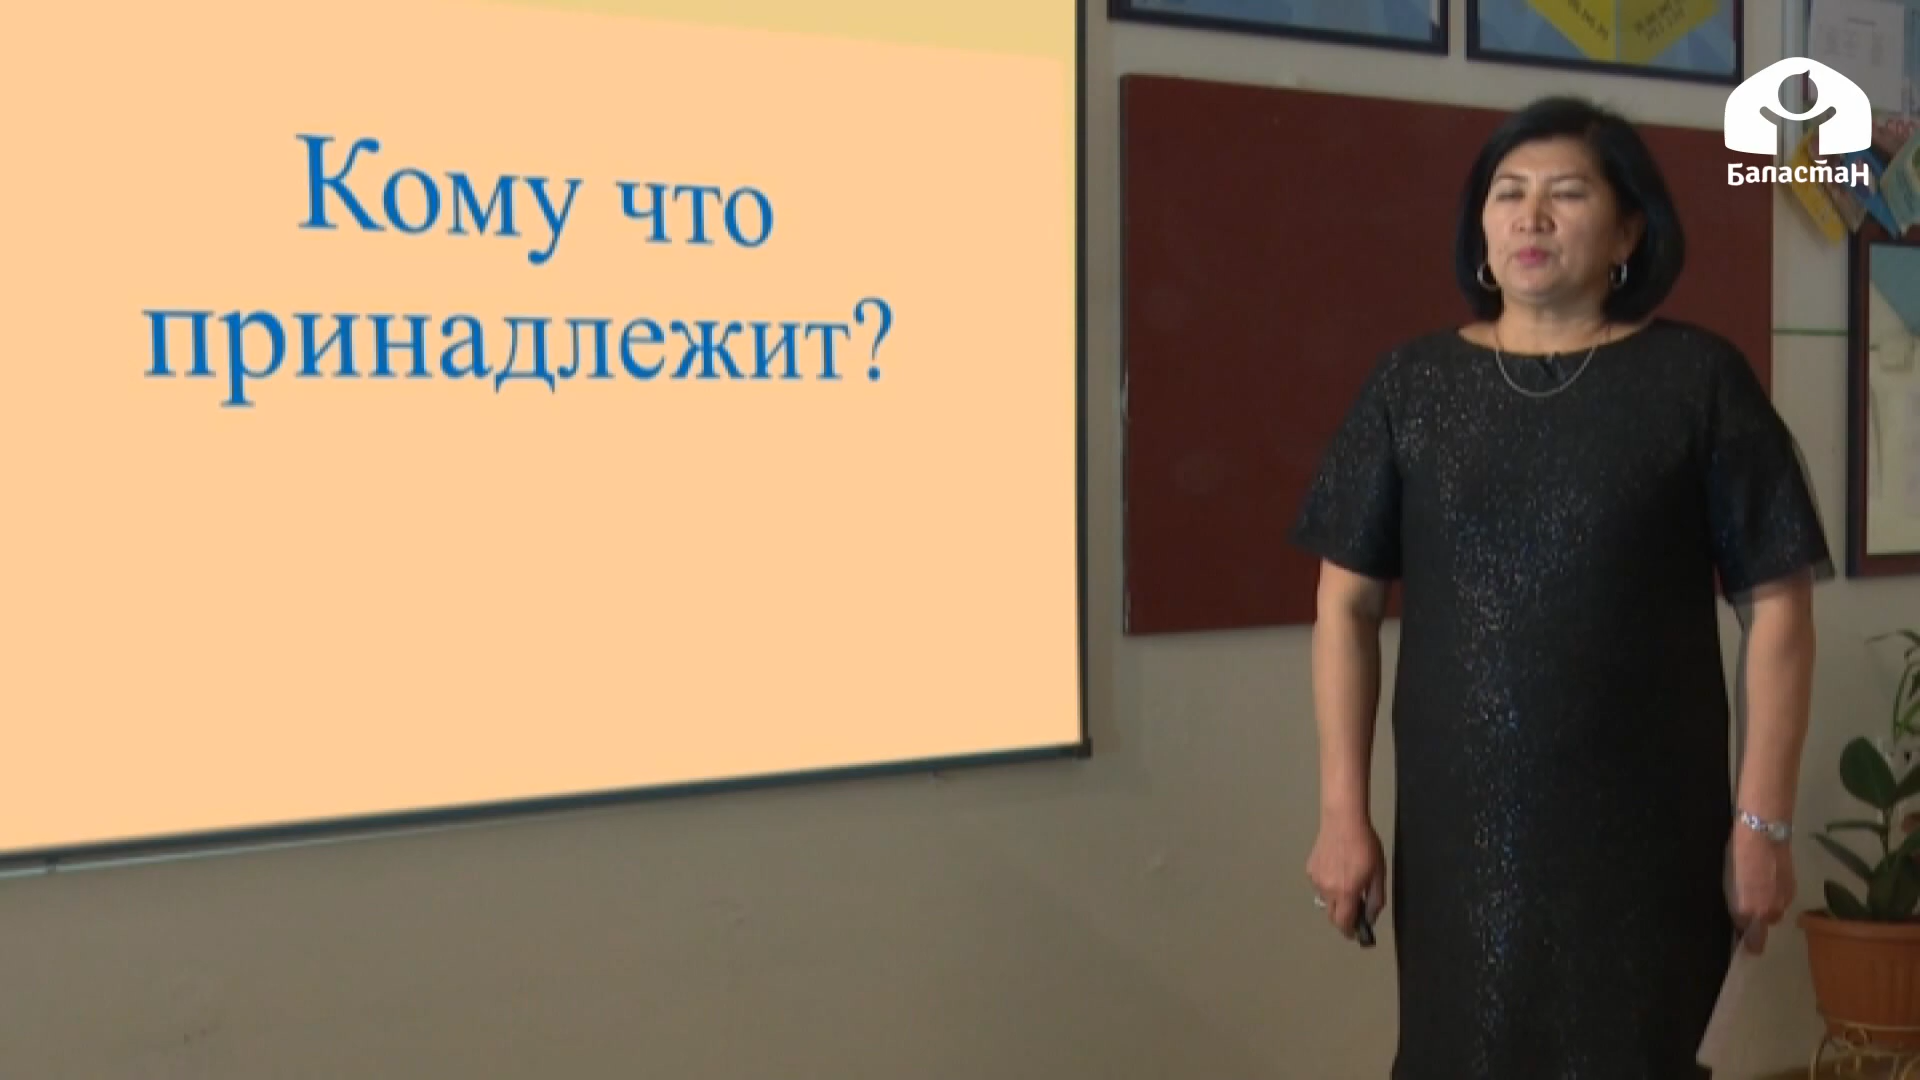 Кому что
принадлежит?
Баластан